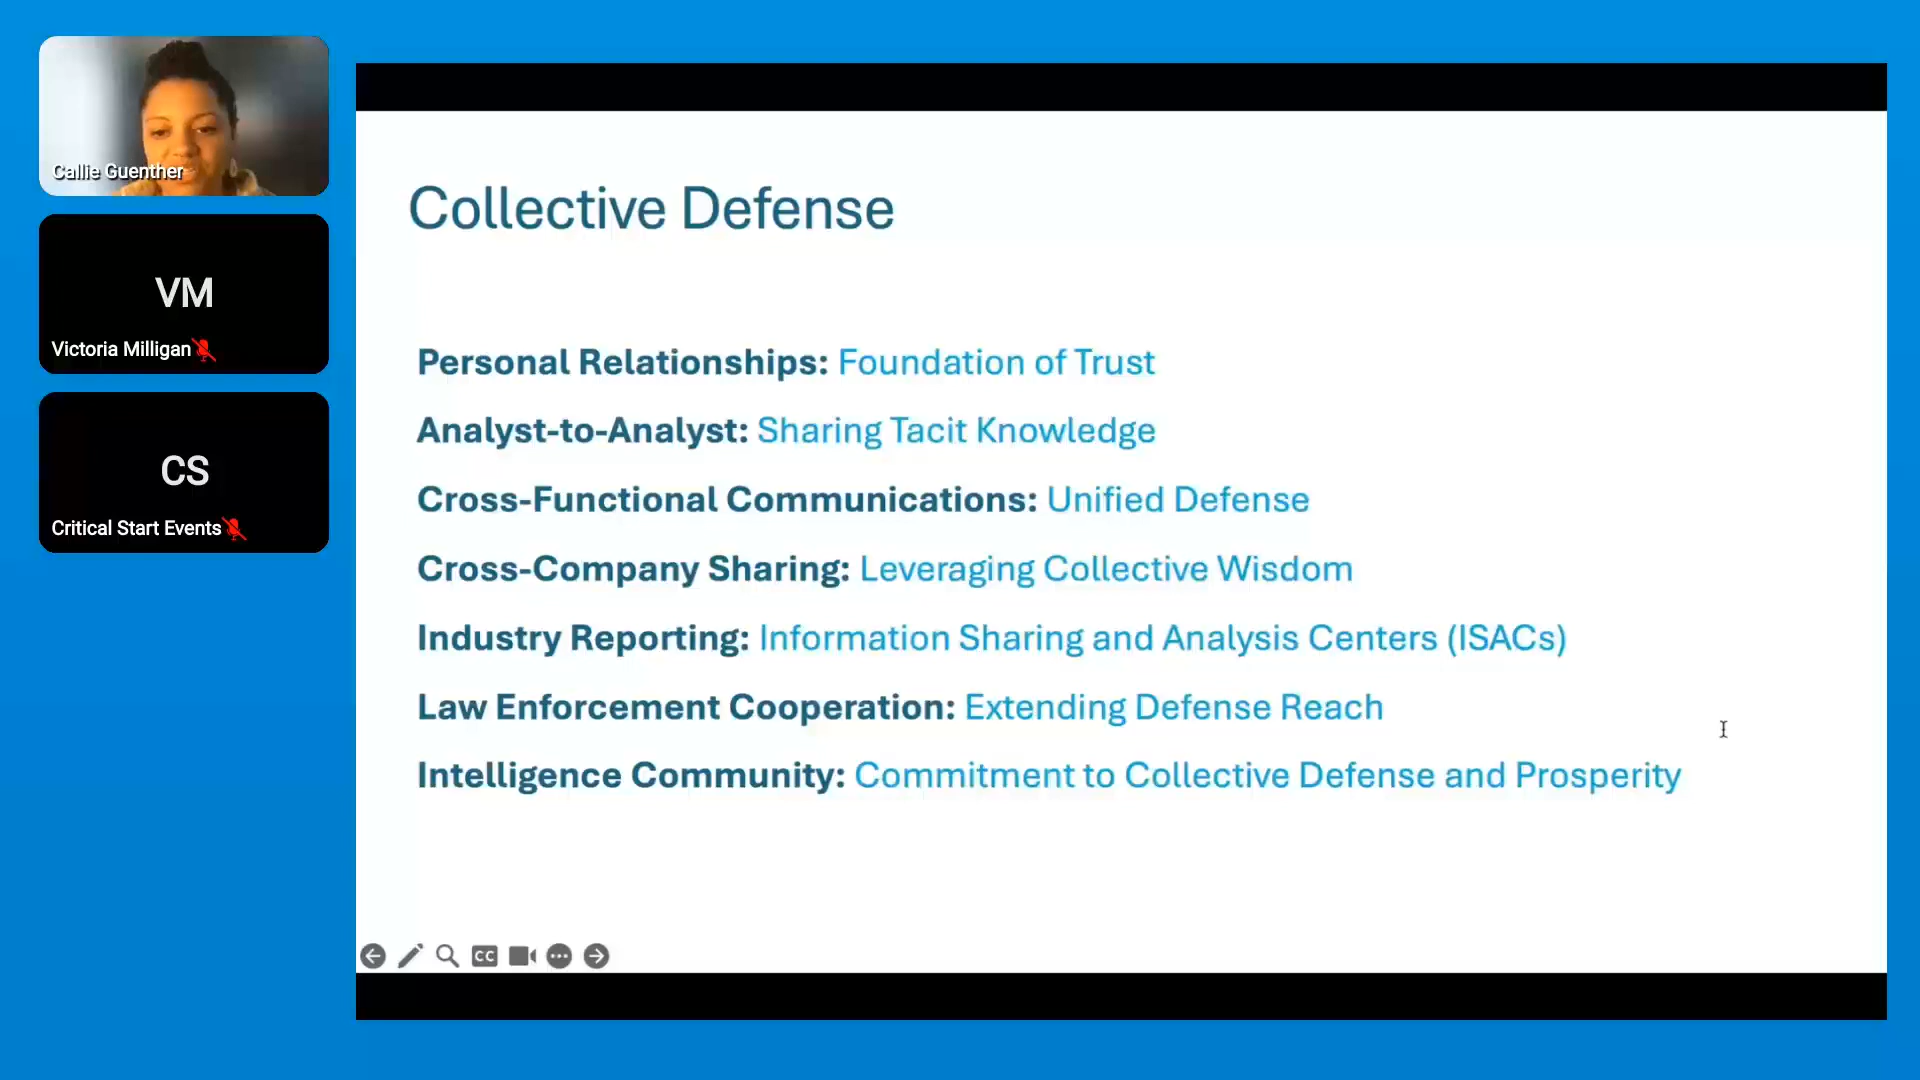 Callie Guenther
VM
Victoria Milligan
CS
Critical Start Events
Collective Defense
Personal Relationships: Foundation of Trust
Analyst-to-Analyst: Sharing Tacit Knowledge
Cross-Functional Communications: Unified Defense
Cross-Company Sharing: Leveraging Collective Wisdom
Industry Reporting: Information Sharing and Analysis Centers (ISACs)
Law Enforcement Cooperation: Extending Defense Reach
Intelligence Community: Commitment to Collective Defense and Prosperity
CC